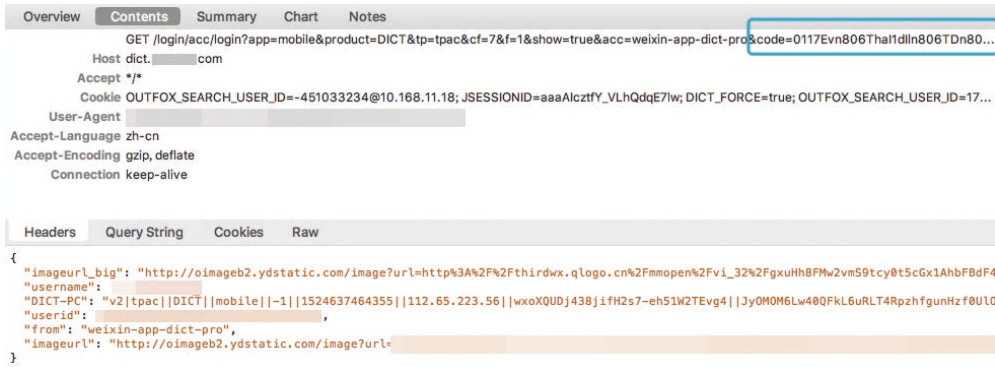 Overview Contents Summary Chart Notes
GET /login/acc/login?app=mobile&product=DICT&tp=tpac&cf=7&f=1&show=true&acc=weixin-app-dict-pro&code=0117Evn806Thal1dlln806TDn80...
Host dict. com
Accept */*
Cookie OUTFOX_SEARCH_USER_ID=-451033234@10.168.11.18; JSESSIONID=aaaAlcztfY_VLhQdqE7lw; DICT_FORCE=true; OUTFOX_SEARCH_USER_ID=17...
User-Agent
Accept-Language zh-cn
Accept-Encoding gzip, deflate
Connection keep-alive
Headers Query String Cookies Raw
{
"imageurl_big": "http://oimageb2.ydstatic.com/image?url=http%3A%2F%2Fthirdwx.qlogo.cn%2Fmmopen%2Fvi_32%2FgxuHh8FMw2vmS9tcy0t5cGx1AhbFBdF4
"username":
"DICT-PC": "v2|tpac||DICT||mobile||-1||1524637464355||112.65.223.56||wxoXQUDj438jifH2s7-eh51W2TEvg4||JyOMOM6Lw40QFkL6uRLT4RpzhfgunHzf0UlO
"userid": ,
"from": "weixin-app-dict-pro",
"imageurl": "http://oimageb2.ydstatic.com/image?url=
}